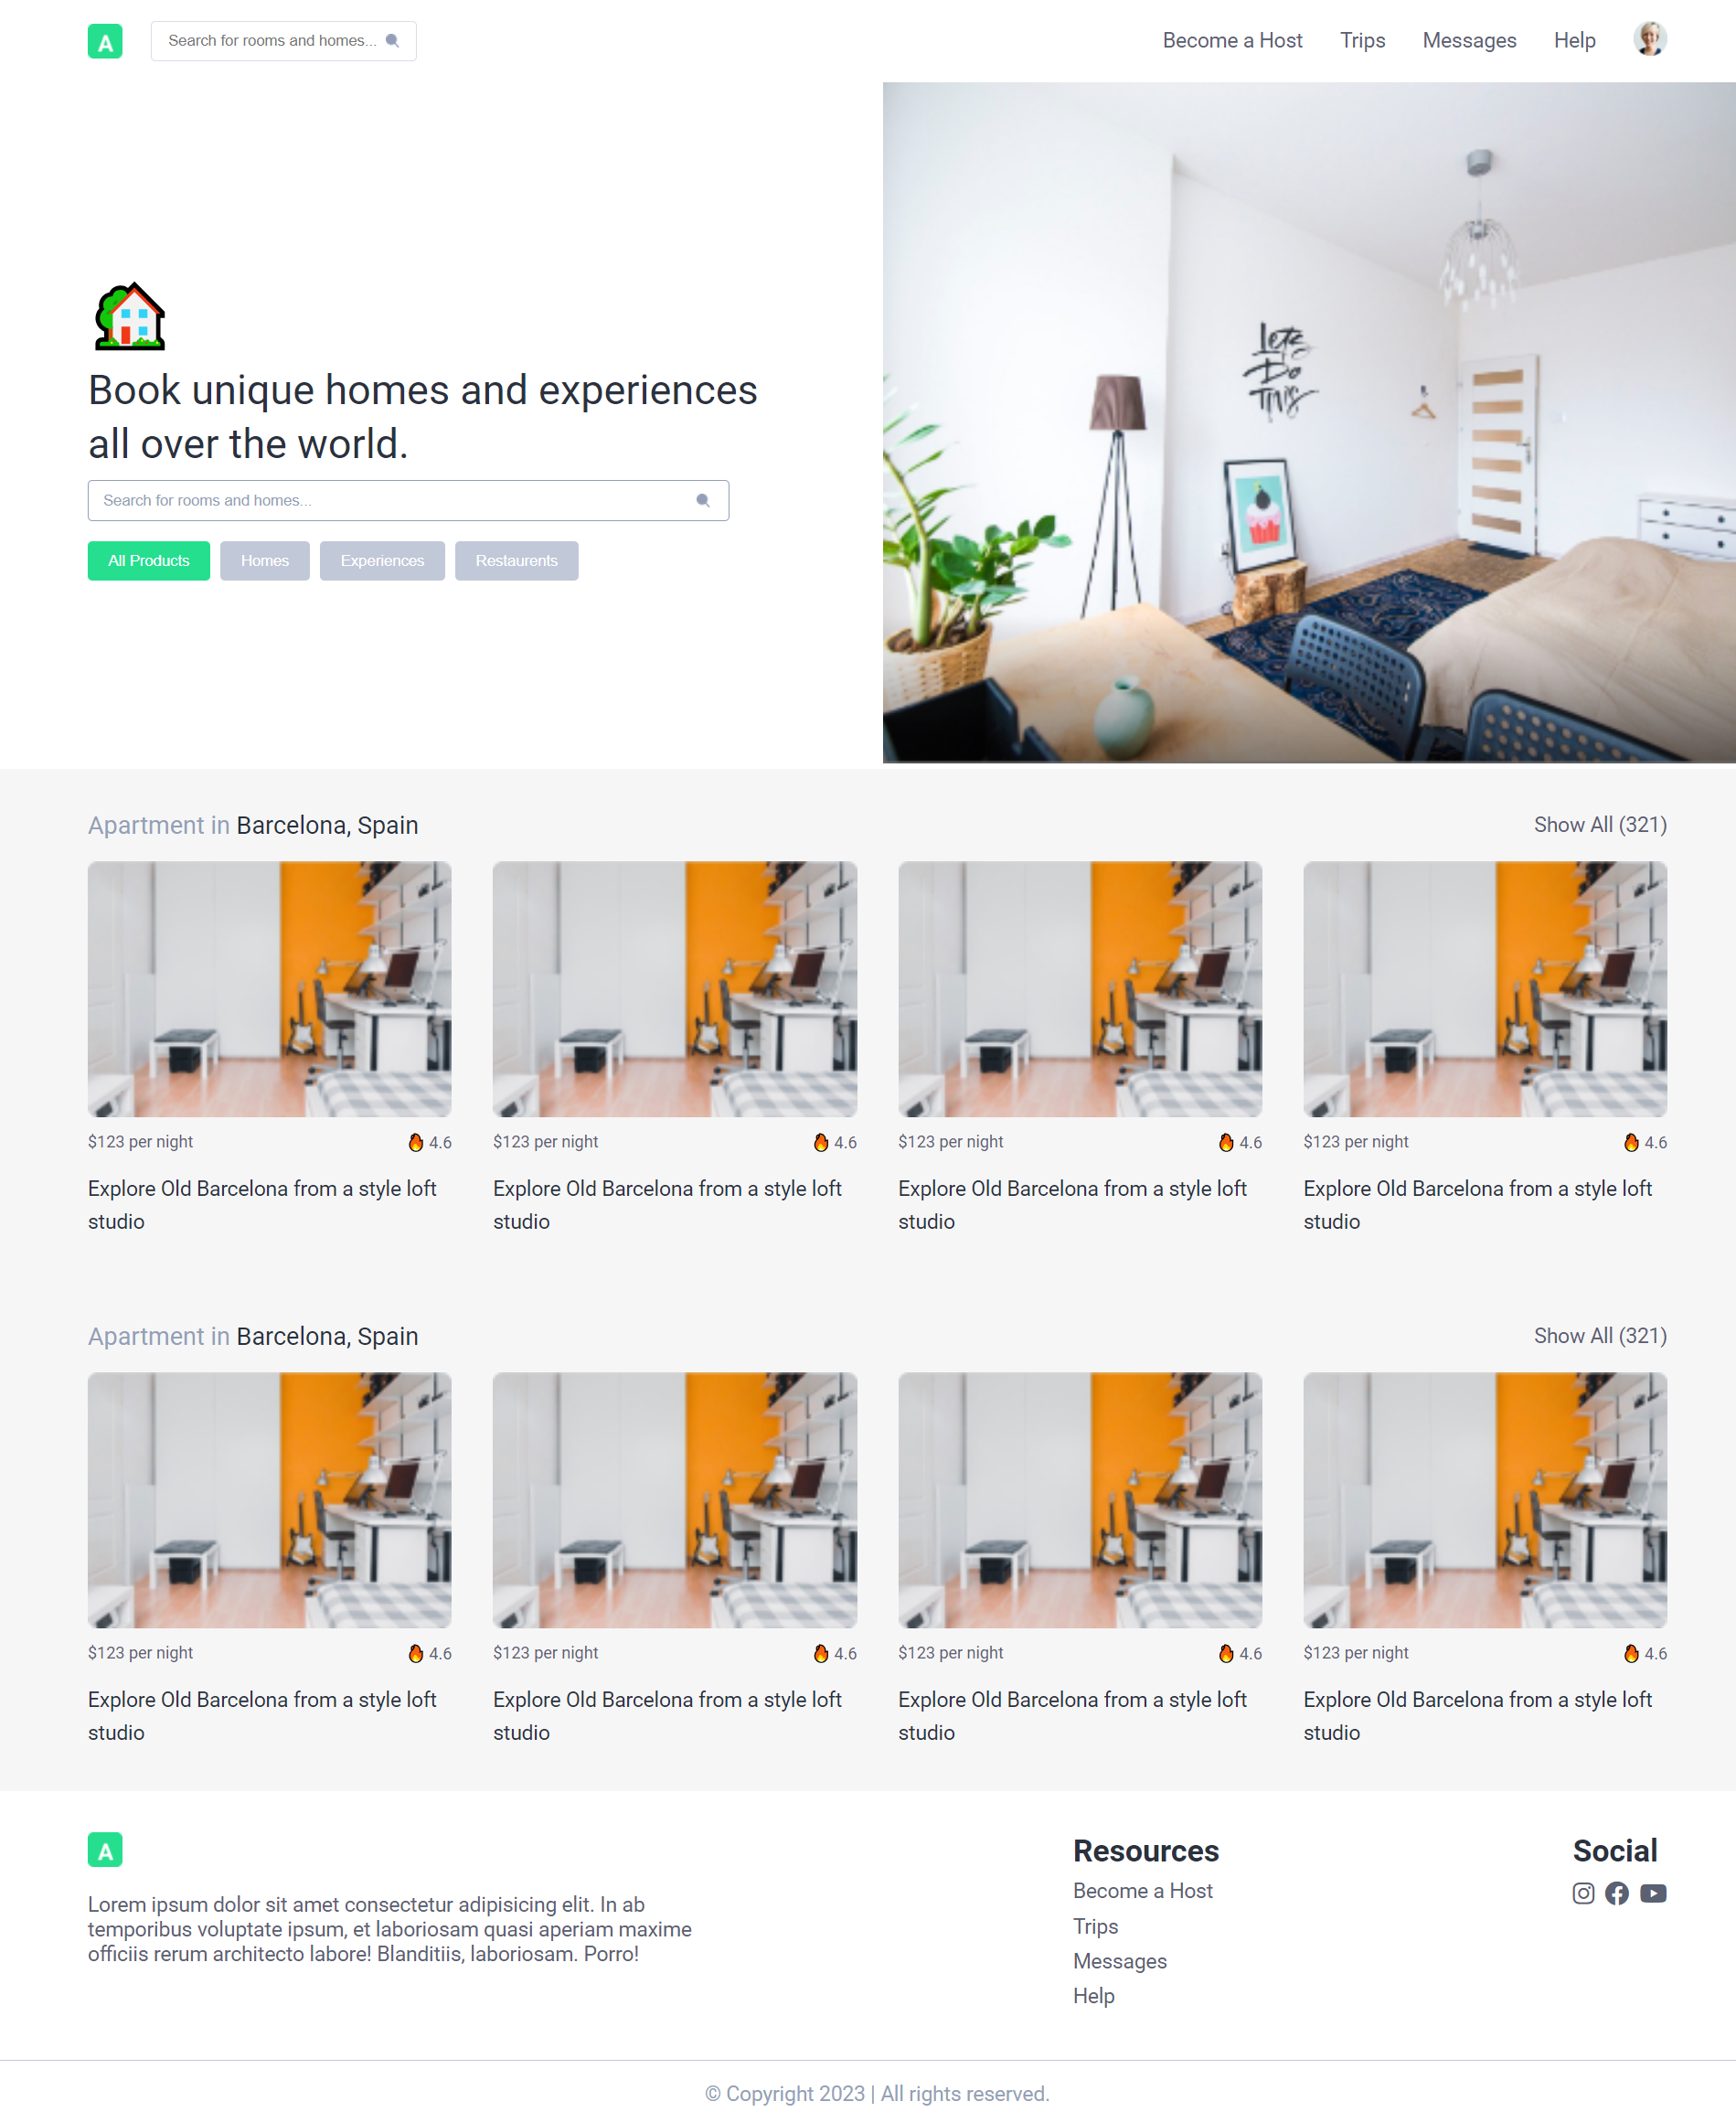 A
Search for rooms and homes...
Become a Host
Trips
Messages
Help
Let's
Do
This
Book unique homes and experiences
all over the world.
Search for rooms and homes...
All Products
Homes
Experiences
Restaurents
Apartment in Barcelona, Spain
Show All (321)
$123 per night
4.6
$123 per night
4.6
$123 per night
4.6
$123 per night
4.6
Explore Old Barcelona from a style loft
studio
Explore Old Barcelona from a style loft
studio
Explore Old Barcelona from a style loft
studio
Explore Old Barcelona from a style loft
studio
Apartment in Barcelona, Spain
Show All (321)
$123 per night
4.6
$123 per night
4.6
$123 per night
4.6
$123 per night
4.6
Explore Old Barcelona from a style loft
studio
Explore Old Barcelona from a style loft
studio
Explore Old Barcelona from a style loft
studio
Explore Old Barcelona from a style loft
studio
A
Lorem ipsum dolor sit amet consectetur adipisicing elit. In ab
temporibus voluptate ipsum, et laboriosam quasi aperiam maxime
officiis rerum architecto labore! Blanditiis, laboriosam. Porro!
Resources
Become a Host
Trips
Messages
Help
Social
© Copyright 2023 | All rights reserved.